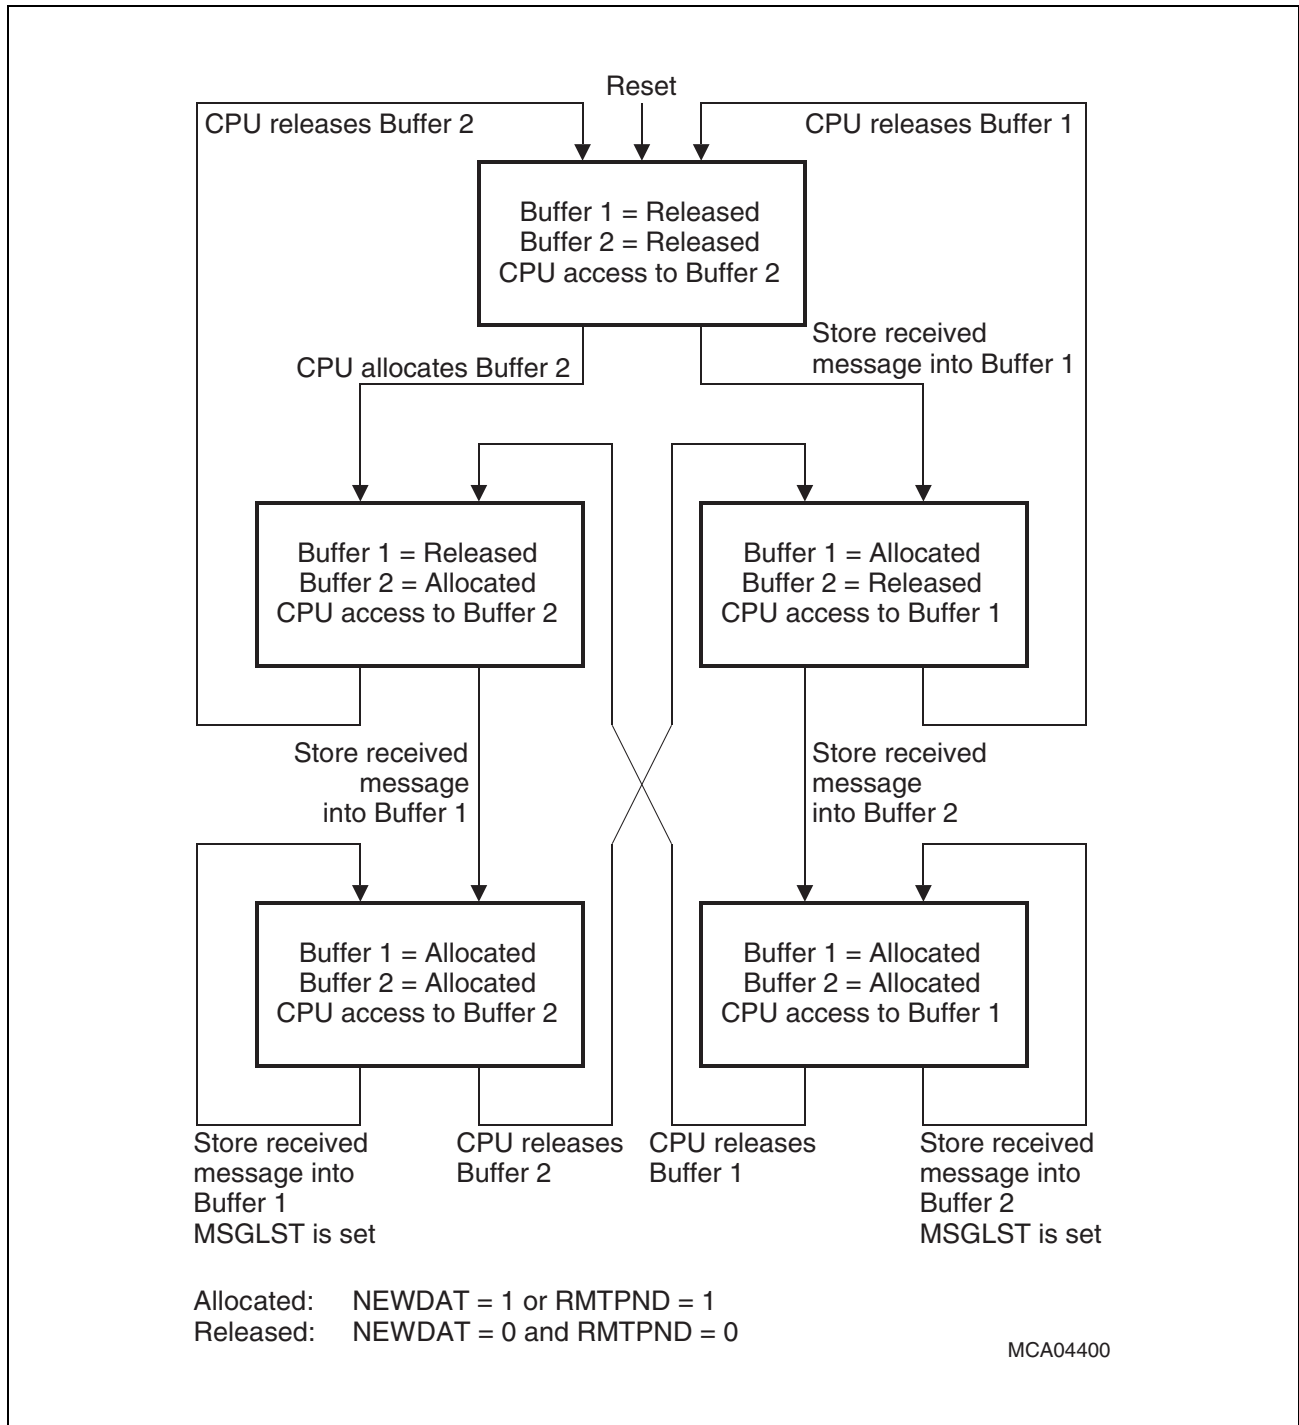 Reset
CPU releases Buffer 2
CPU releases Buffer 1
Buffer 1 = Released
Buffer 2 = Released
CPU access to Buffer 2
CPU allocates Buffer 2
Store received
message into Buffer 1
Buffer 1 = Released
Buffer 2 = Allocated
CPU access to Buffer 2
Buffer 1 = Allocated
Buffer 2 = Released
CPU access to Buffer 1
Store received
message
into Buffer 1
Store received
message
into Buffer 2
Buffer 1 = Allocated
Buffer 2 = Allocated
CPU access to Buffer 2
Buffer 1 = Allocated
Buffer 2 = Allocated
CPU access to Buffer 1
Store received
message into
Buffer 1
MSGLST is set
CPU releases
Buffer 2
CPU releases
Buffer 1
Store received
message into
Buffer 2
MSGLST is set
Allocated: NEWDAT = 1 or RMTPND = 1
Released: NEWDAT = 0 and RMTPND = 0
MCA04400